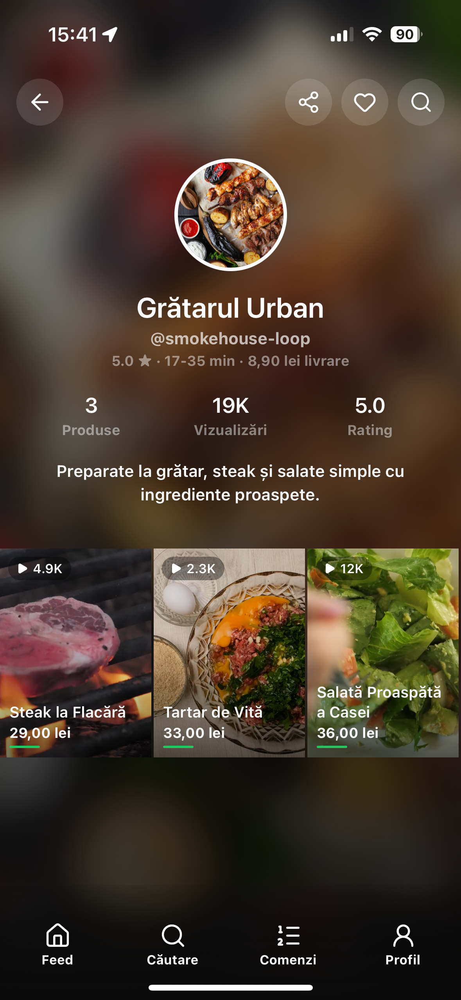 15:41
90
Grătarul Urban
@smokehouse-loop
5.0 ★ · 17-35 min · 8,90 lei livrare
3
Produse
19K
Vizualizări
5.0
Rating
Preparate la grătar, steak și salate simple cu
ingrediente proaspete.
4.9K
Steak la Flacără
29,00 lei
2.3K
Tartar de Vită
33,00 lei
12K
Salată Proaspătă
a Casei
36,00 lei
Feed
Căutare
Comenzi
Profil